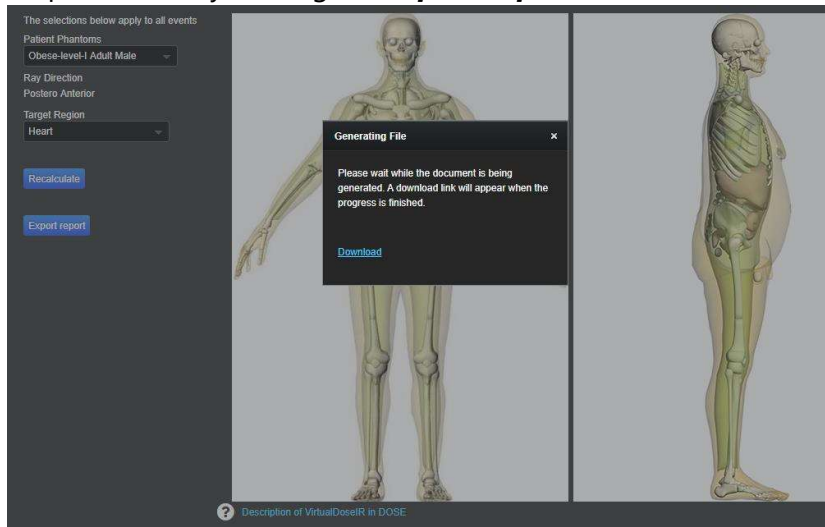 The selections below apply to all events
Patient Phantoms
Obese-level-I Adult Male
Ray Direction
Postero Anterior
Target Region
Heart
Recalculate
Export report
Generating File ×
Please wait while the document is being
generated. A download link will appear when the
progress is finished.
Download
? Description of VirtualDoseIR in DOSE